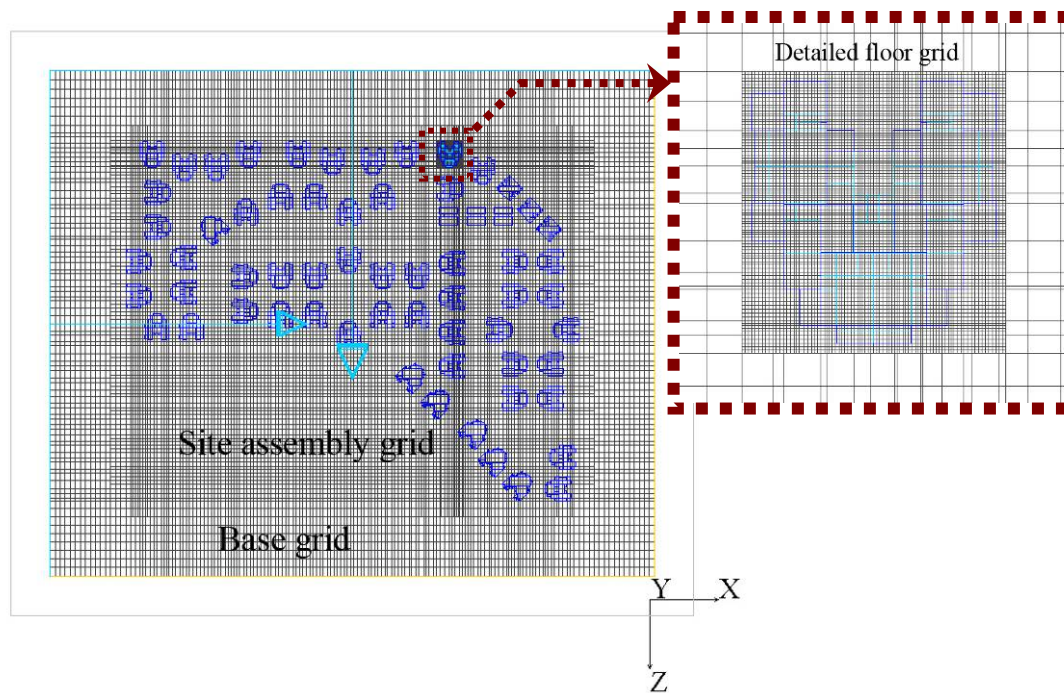 Detailed floor grid
Site assembly grid
Base grid
Y
X
Z